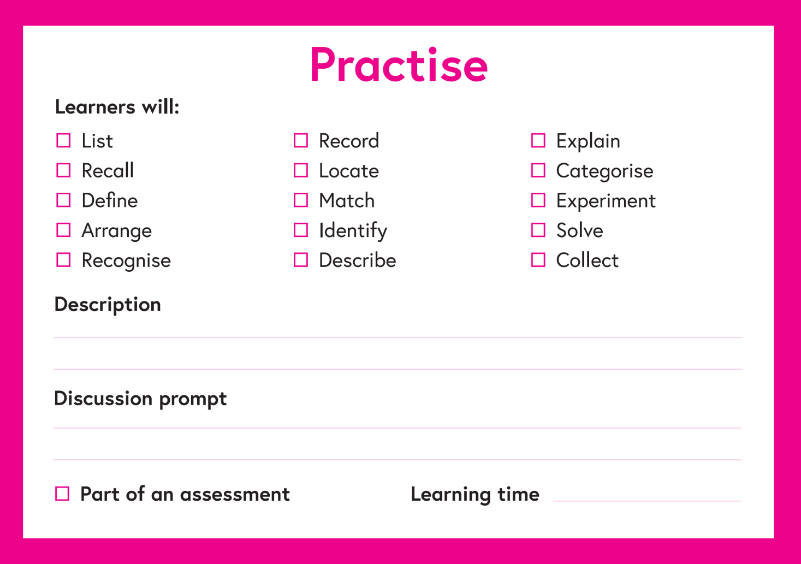 Practise
Learners will:
List
Recall
Define
Arrange
Recognise
Record
Locate
Match
Identify
Describe
Explain
Categorise
Experiment
Solve
Collect
Description
Discussion prompt
Part of an assessment
Learning time